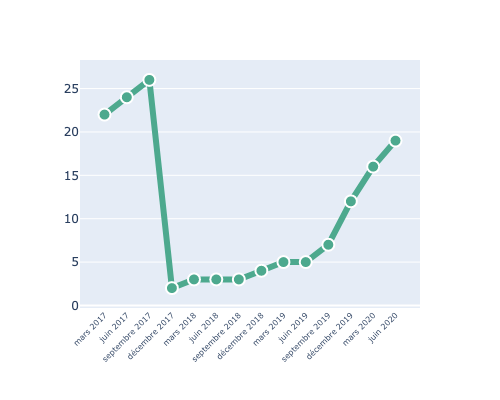 25
20
15
10
5
0
mars 2017
juin 2017
septembre 2017
décembre 2017
mars 2018
juin 2018
septembre 2018
décembre 2018
mars 2019
juin 2019
septembre 2019
décembre 2019
mars 2020
juin 2020